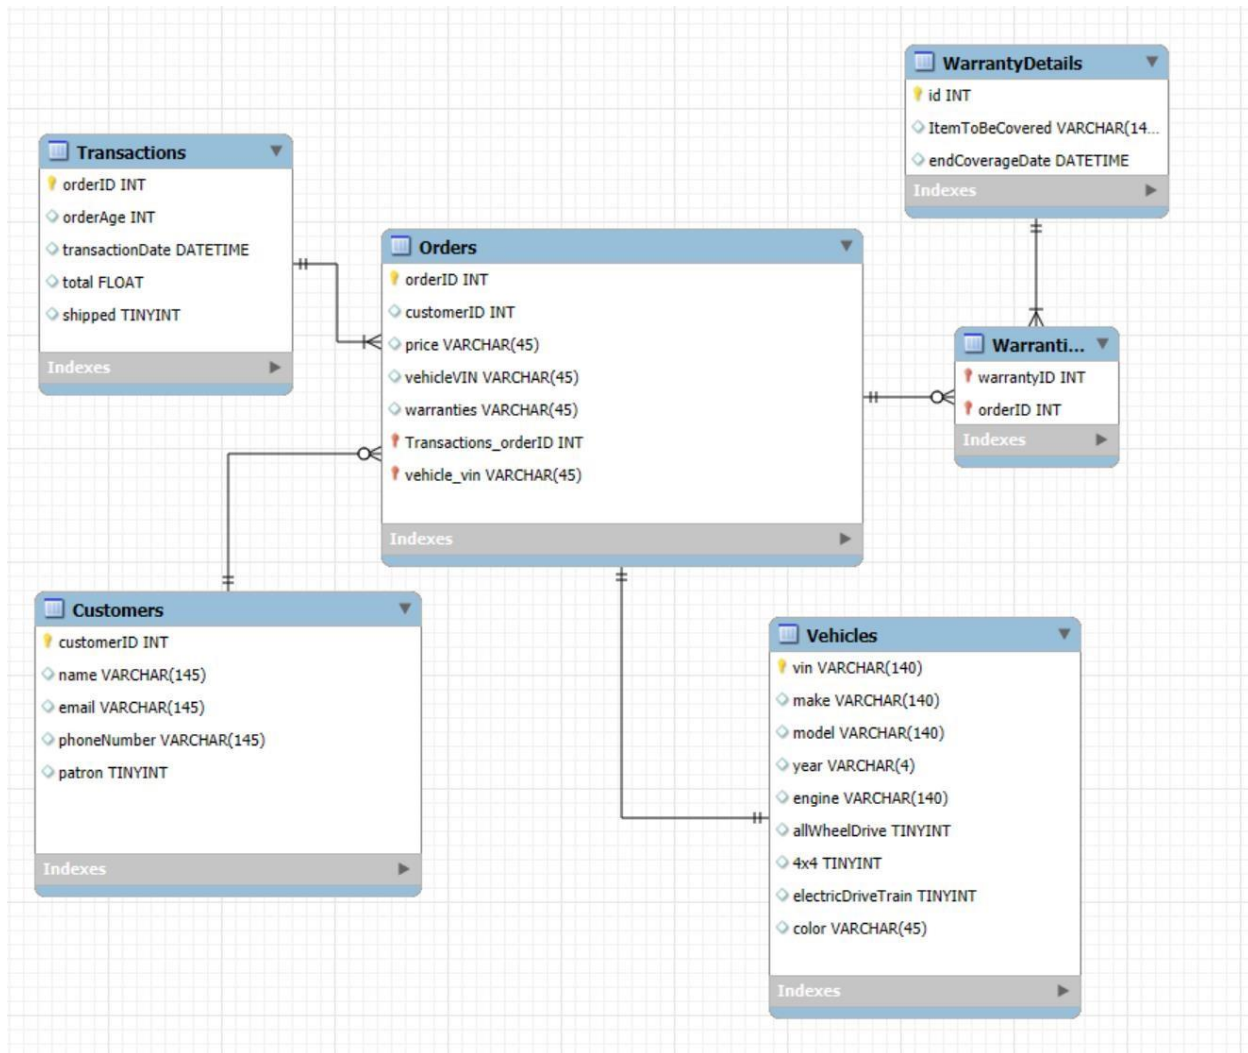 WarrantyDetails
id INT
ItemToBeCovered VARCHAR(14...
endCoverageDate DATETIME
Indexes
Transactions
orderID INT
orderAge INT
transactionDate DATETIME
total FLOAT
shipped TINYINT
Indexes
Orders
orderID INT
customerID INT
price VARCHAR(45)
vehicleVIN VARCHAR(45)
warranties VARCHAR(45)
Transactions_orderID INT
vehicle_vin VARCHAR(45)
Indexes
Warranti...
warrantyID INT
orderID INT
Indexes
Customers
customerID INT
name VARCHAR(145)
email VARCHAR(145)
phoneNumber VARCHAR(145)
patron TINYINT
Indexes
Vehicles
vin VARCHAR(140)
make VARCHAR(140)
model VARCHAR(140)
year VARCHAR(4)
engine VARCHAR(140)
allWheelDrive TINYINT
4x4 TINYINT
electricDriveTrain TINYINT
color VARCHAR(45)
Indexes